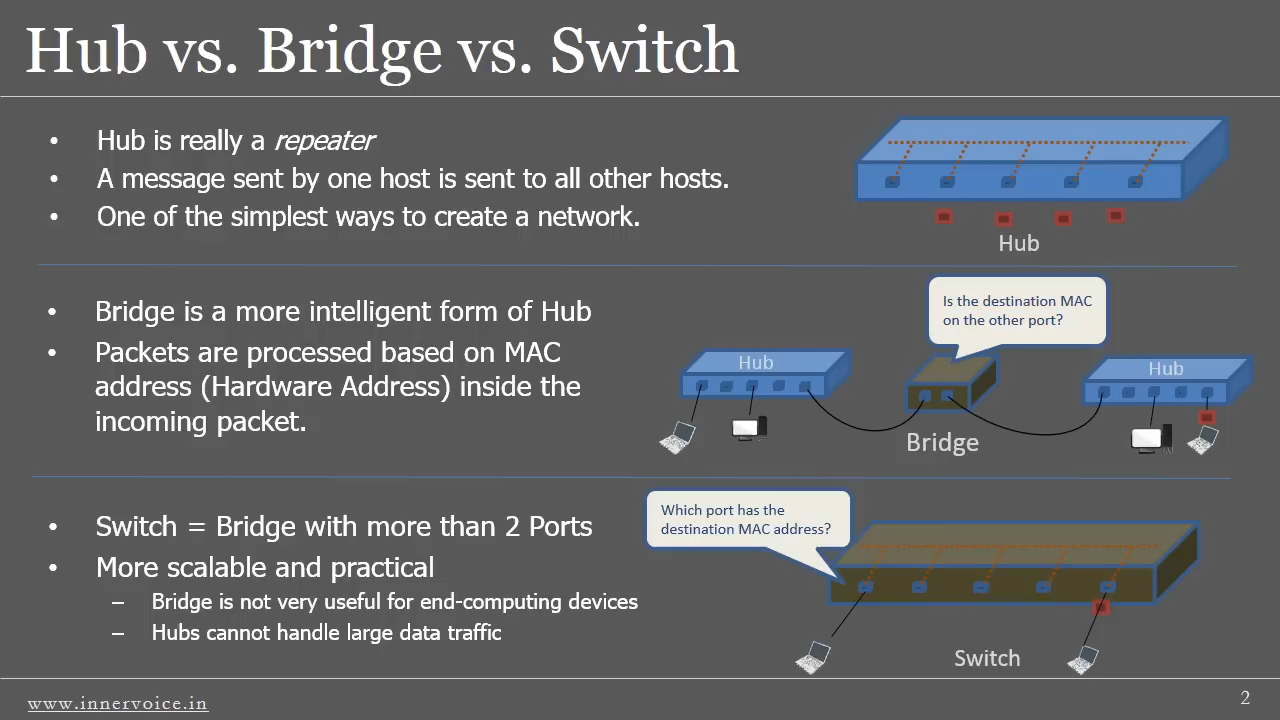 Hub vs. Bridge vs. Switch
• Hub is really a repeater
• A message sent by one host is sent to all other hosts.
• One of the simplest ways to create a network.
Hub
• Bridge is a more intelligent form of Hub
• Packets are processed based on MAC
address (Hardware Address) inside the
incoming packet.
Is the destination MAC
on the other port?
Hub
Hub
Bridge
• Switch = Bridge with more than 2 Ports
• More scalable and practical
– Bridge is not very useful for end-computing devices
– Hubs cannot handle large data traffic
Which port has the
destination MAC address?
Switch
www.innervoice.in
2